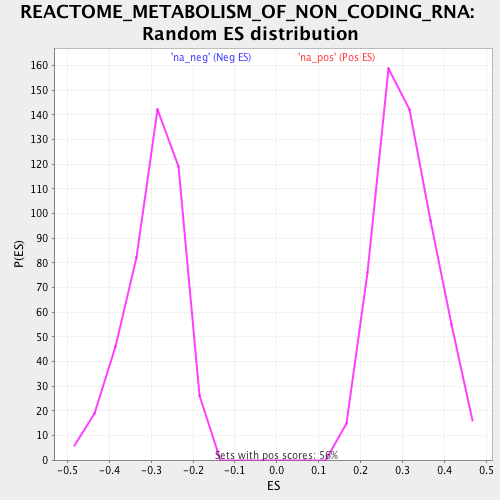 REACTOME_METABOLISM_OF_NON_CODING_RNA:
Random ES distribution
'na_neg' (Neg ES) 'na_pos' (Pos ES)
160
150
140
130
120
110
100
90
80
70
60
50
40
30
20
10
0
P(ES)
Sets with pos scores: 56%
-0.5 -0.4 -0.3 -0.2 -0.1 0.0 0.1 0.2 0.3 0.4 0.5
ES